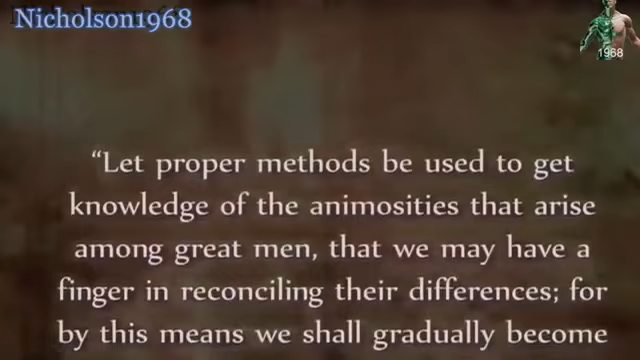 Nicholson1968
1968
“Let proper methods be used to get
knowledge of the animosities that arise
among great men, that we may have a
finger in reconciling their differences; for
by this means we shall gradually become